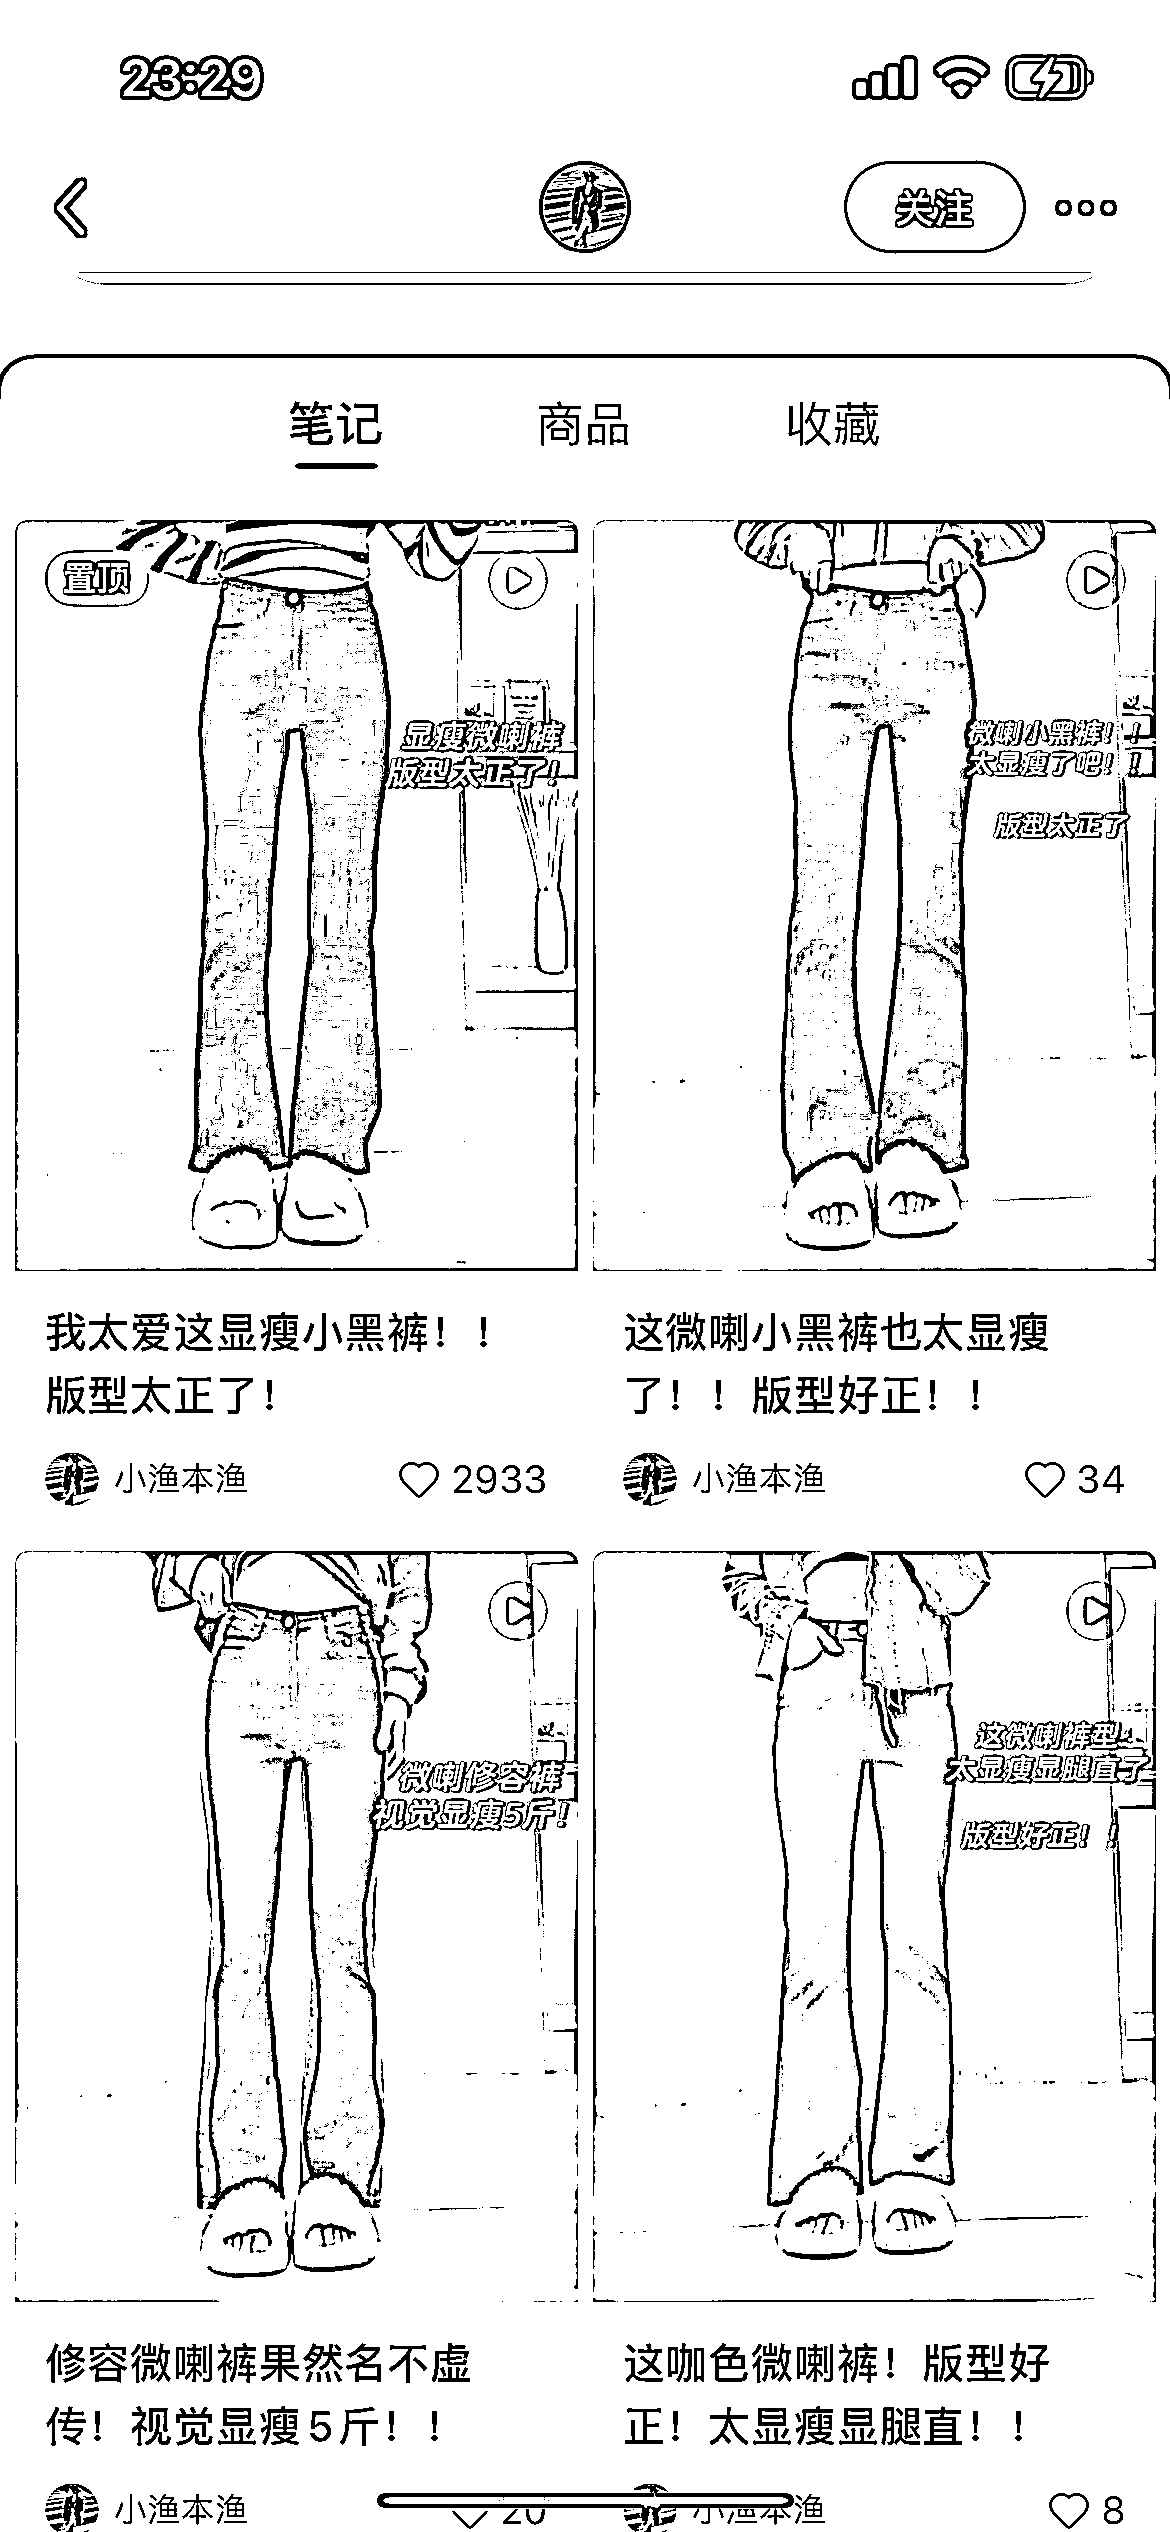 23:29
关注
笔记 商品 收藏
置顶
显瘦微喇裤
版型太正了！
微喇小黑裤！！
太显瘦了吧！！
版型太正了
我太爱这显瘦小黑裤！！
版型太正了！
小渔本渔 2933
这微喇小黑裤也太显瘦
了！！版型好正！！
小渔本渔 34
微喇修容裤
视觉显瘦5斤！
这微喇裤型
太显瘦显腿直了
版型好正！！
修容微喇裤果然名不虚
传！视觉显瘦5斤！！
小渔本渔 20
这咖色微喇裤！版型好
正！太显瘦显腿直！！
小渔本渔 8